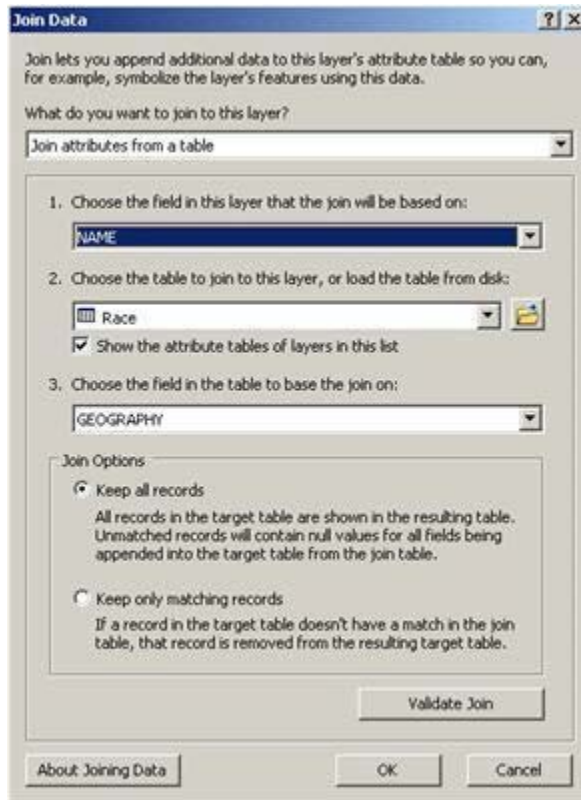 Join Data
Join lets you append additional data to this layer's attribute table so you can,
for example, symbolize the layer's features using this data.
What do you want to join to this layer?
Join attributes from a table
1. Choose the field in this layer that the join will be based on:
NAME
2. Choose the table to join to this layer, or load the table from disk:
Race
Show the attribute tables of layers in this list
3. Choose the field in the table to base the join on:
GEOGRAPHY
Join Options
Keep all records
All records in the target table are shown in the resulting table.
Unmatched records will contain null values for all fields being
appended into the target table from the join table.
Keep only matching records
If a record in the target table doesn't have a match in the join
table, that record is removed from the resulting target table.
Validate Join
About Joining Data
OK
Cancel